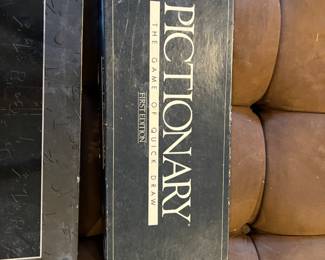 PICTIONARY
THE GAME OF QUICK DRAW
FIRST EDITION